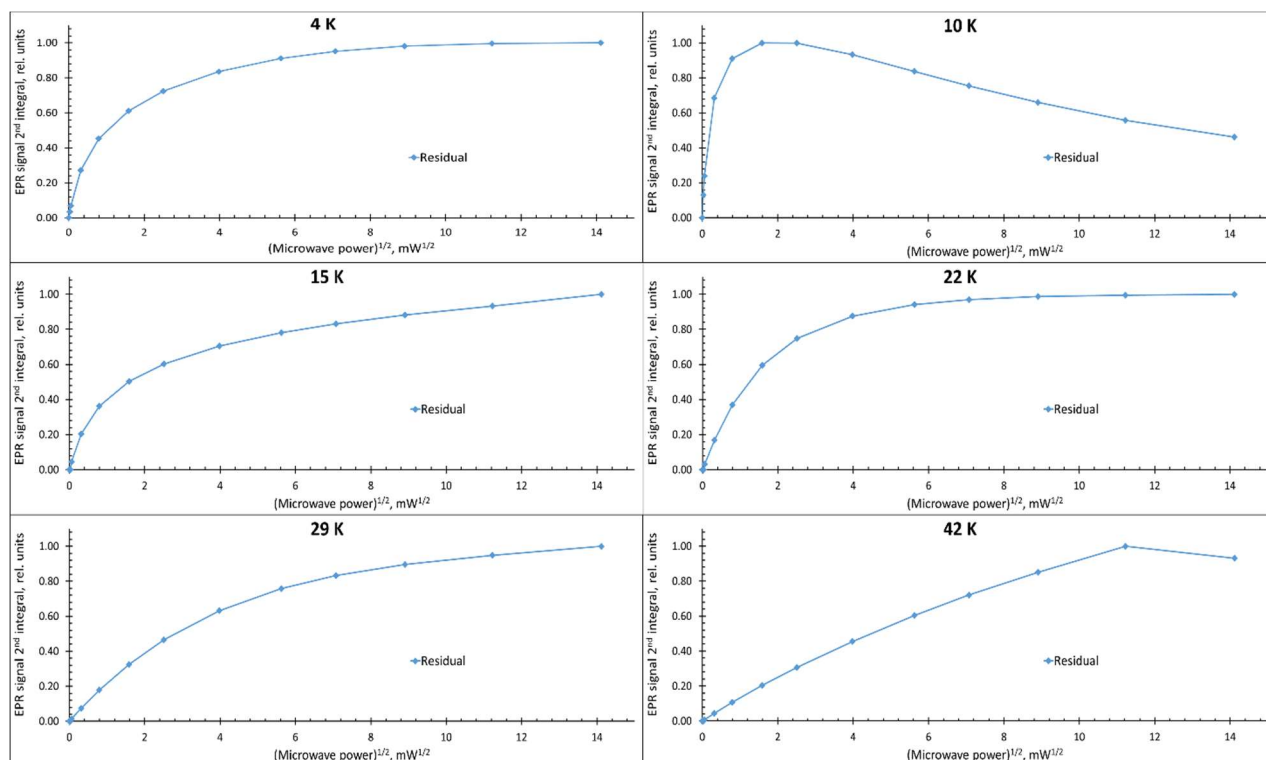 4 K
EPR signal 2nd integral, rel. units
1.00
0.80
0.60
0.40
0.20
0.00
Residual
0 2 4 6 8 10 12 14
(Microwave power)1/2, mW1/2
10 K
EPR signal 2nd integral, rel. units
1.00
0.80
0.60
0.40
0.20
0.00
Residual
0 2 4 6 8 10 12 14
(Microwave power)1/2, mW1/2
15 K
EPR signal 2nd integral, rel. units
1.00
0.80
0.60
0.40
0.20
0.00
Residual
0 2 4 6 8 10 12 14
(Microwave power)1/2, mW1/2
22 K
EPR signal 2nd integral, rel. units
1.00
0.80
0.60
0.40
0.20
0.00
Residual
0 2 4 6 8 10 12 14
(Microwave power)1/2, mW1/2
29 K
EPR signal 2nd integral, rel. units
1.00
0.80
0.60
0.40
0.20
0.00
Residual
0 2 4 6 8 10 12 14
(Microwave power)1/2, mW1/2
42 K
EPR signal 2nd integral, rel. units
1.00
0.80
0.60
0.40
0.20
0.00
Residual
0 2 4 6 8 10 12 14
(Microwave power)1/2, mW1/2